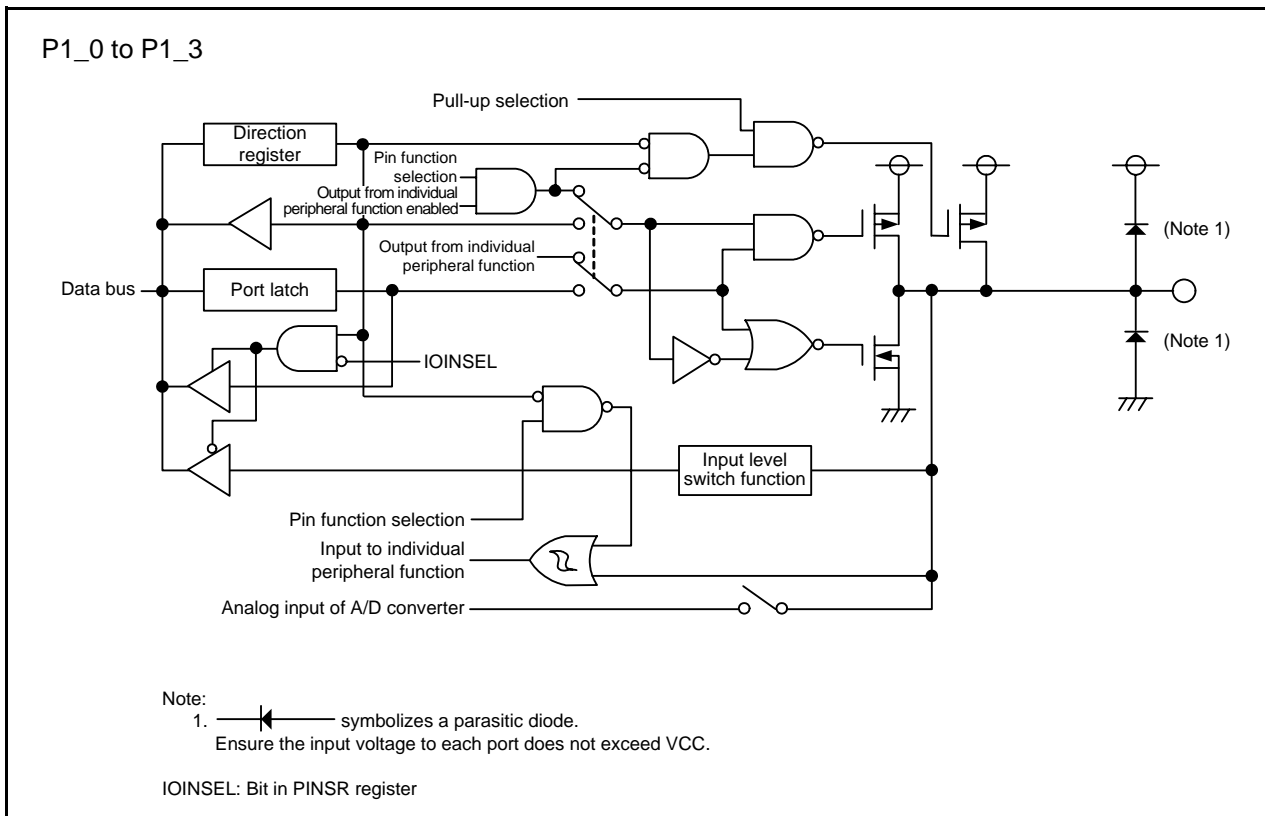 P1_0 to P1_3
Pull-up selection
Direction
register
Pin function
selection
Output from individual
peripheral function enabled
(Note 1)
Output from individual
peripheral function
Data bus
Port latch
(Note 1)
IOINSEL
Input level
switch function
Pin function selection
Input to individual
peripheral function
Analog input of A/D converter
Note:
1. symbolizes a parasitic diode.
Ensure the input voltage to each port does not exceed VCC.
IOINSEL: Bit in PINSR register